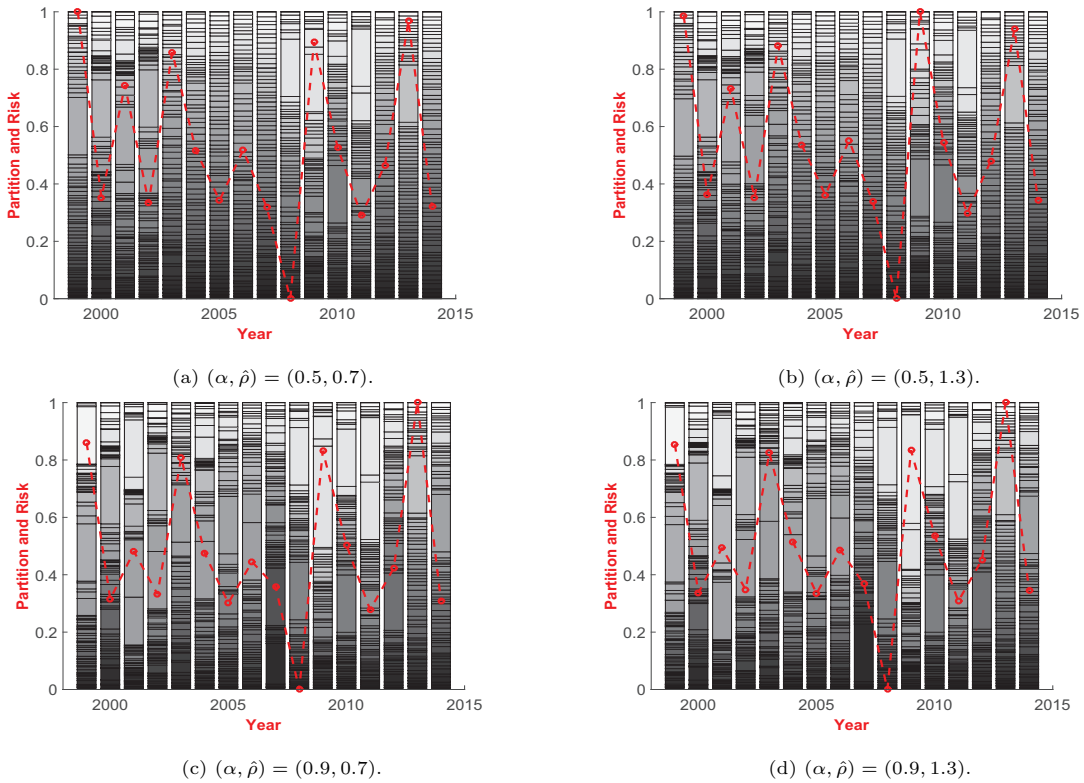 Partition and Risk
1
0.8
0.6
0.4
0.2
0
2000 2005 2010 2015
Year
(a) (α, ρ̂) = (0.5, 0.7).
Partition and Risk
1
0.8
0.6
0.4
0.2
0
2000 2005 2010 2015
Year
(b) (α, ρ̂) = (0.5, 1.3).
Partition and Risk
1
0.8
0.6
0.4
0.2
0
2000 2005 2010 2015
Year
(c) (α, ρ̂) = (0.9, 0.7).
Partition and Risk
1
0.8
0.6
0.4
0.2
0
2000 2005 2010 2015
Year
(d) (α, ρ̂) = (0.9, 1.3).